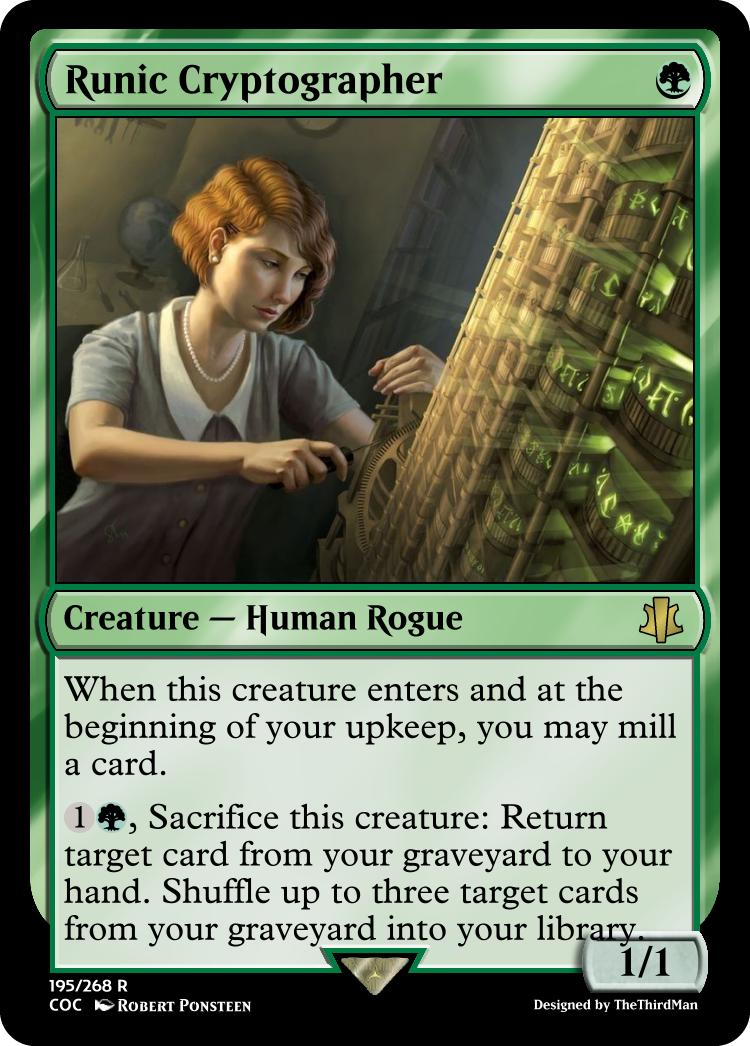 Runic Cryptographer
Creature — Human Rogue
When this creature enters and at the
beginning of your upkeep, you may mill
a card.
1, Sacrifice this creature: Return
target card from your graveyard to your
hand. Shuffle up to three target cards
from your graveyard into your library.
1/1
195/268 R
COC Robert Ponsteen
Designed by TheThirdMan